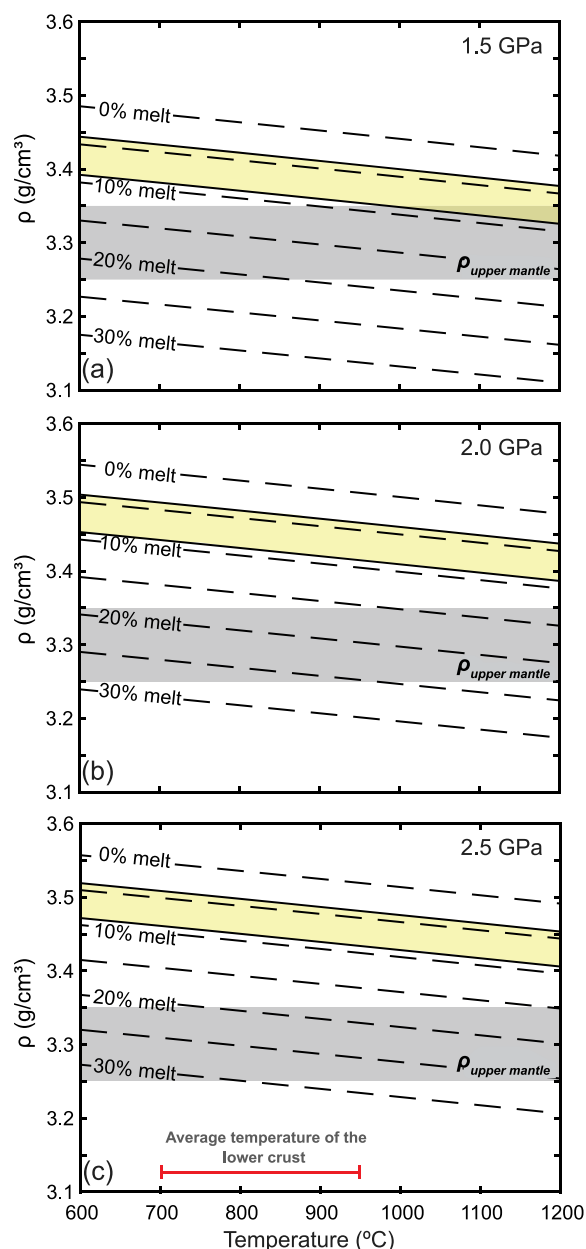 3.6
1.5 GPa
3.5
0% melt
ρ (g/cm³)
3.4
10% melt
3.3
20% melt
ρupper mantle
3.2
30% melt
(a)
3.1
3.6
2.0 GPa
0% melt
3.5
ρ (g/cm³)
10% melt
3.4
20% melt
3.3
ρupper mantle
30% melt
3.2
(b)
3.1
3.6
2.5 GPa
0% melt
3.5
ρ (g/cm³)
10% melt
3.4
20% melt
3.3
ρupper mantle
30% melt
3.2
Average temperature of the
lower crust
(c)
3.1
600 700 800 900 1000 1100 1200
Temperature (ºC)